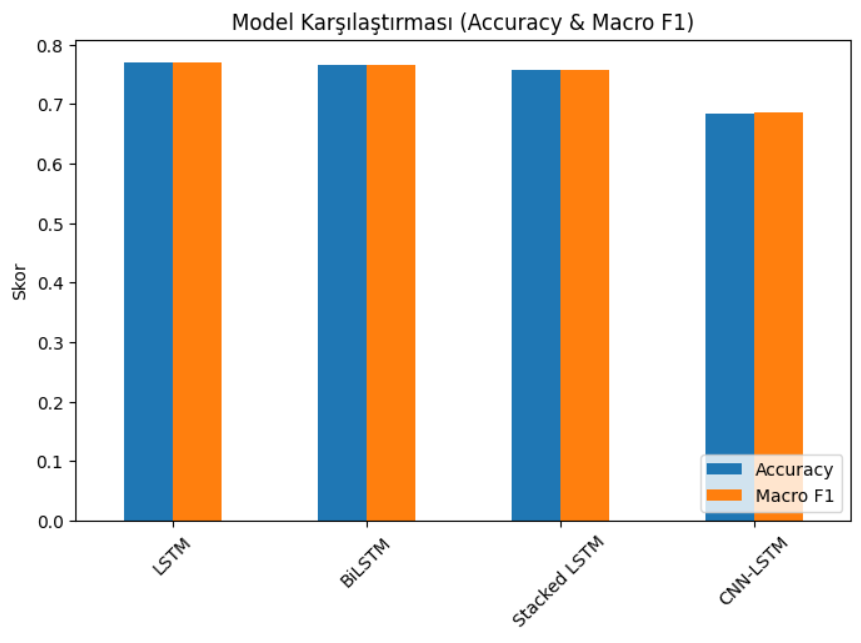 Model Karşılaştırması (Accuracy & Macro F1)
Skor
0.8
0.7
0.6
0.5
0.4
0.3
0.2
0.1
0.0
LSTM
BiLSTM
Stacked LSTM
CNN-LSTM
Accuracy
Macro F1